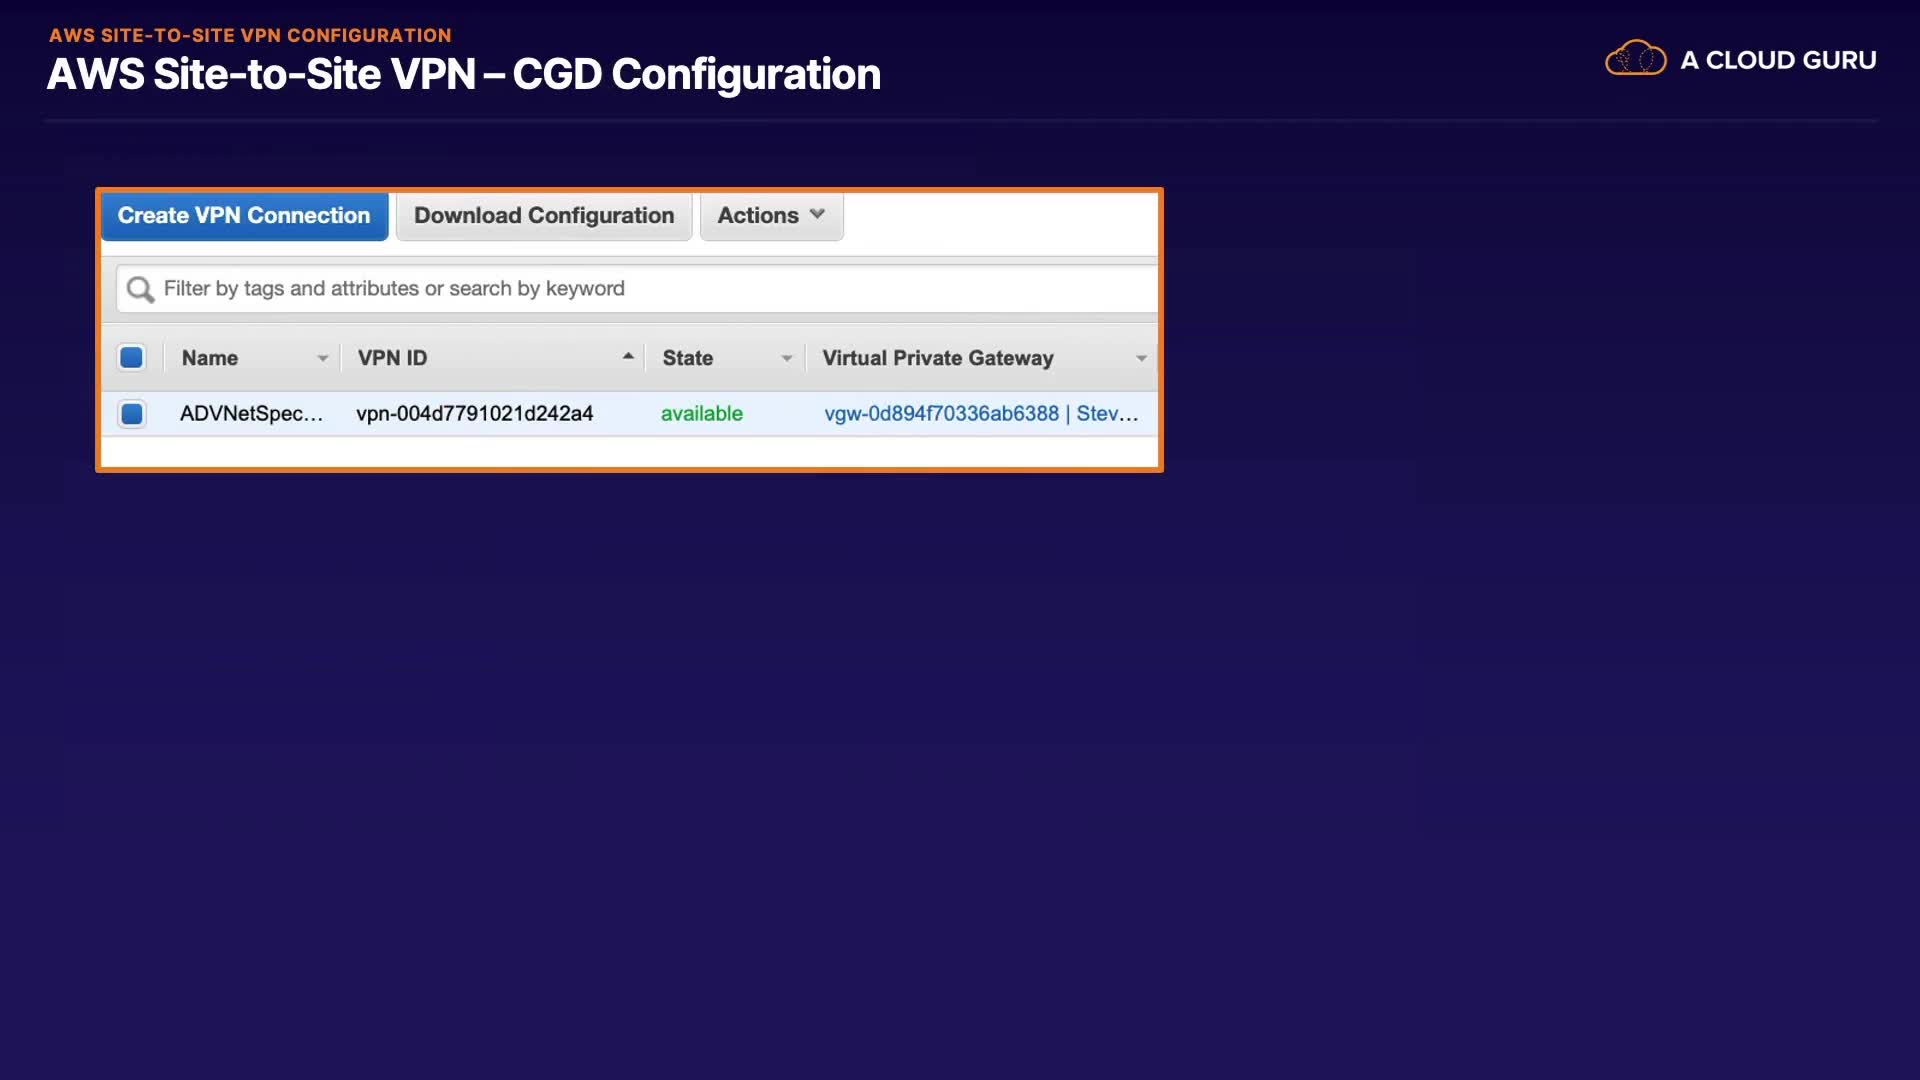 AWS SITE-TO-SITE VPN CONFIGURATION
AWS Site-to-Site VPN – CGD Configuration
A CLOUD GURU
Create VPN Connection Download Configuration Actions
Filter by tags and attributes or search by keyword
Name VPN ID State Virtual Private Gateway
ADVNetSpec... vpn-004d7791021d242a4 available vgw-0d894f70336ab6388 | Stev...